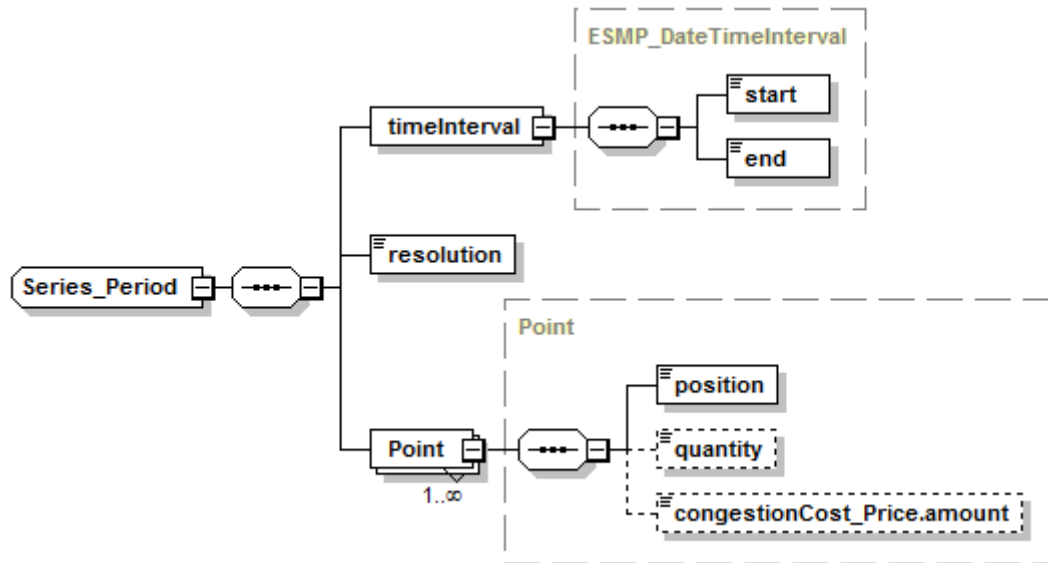 ESMP_DateTimeInterval
start
timeInterval
end
resolution
Series_Period
Point
position
Point
quantity
1..∞
congestionCost_Price.amount